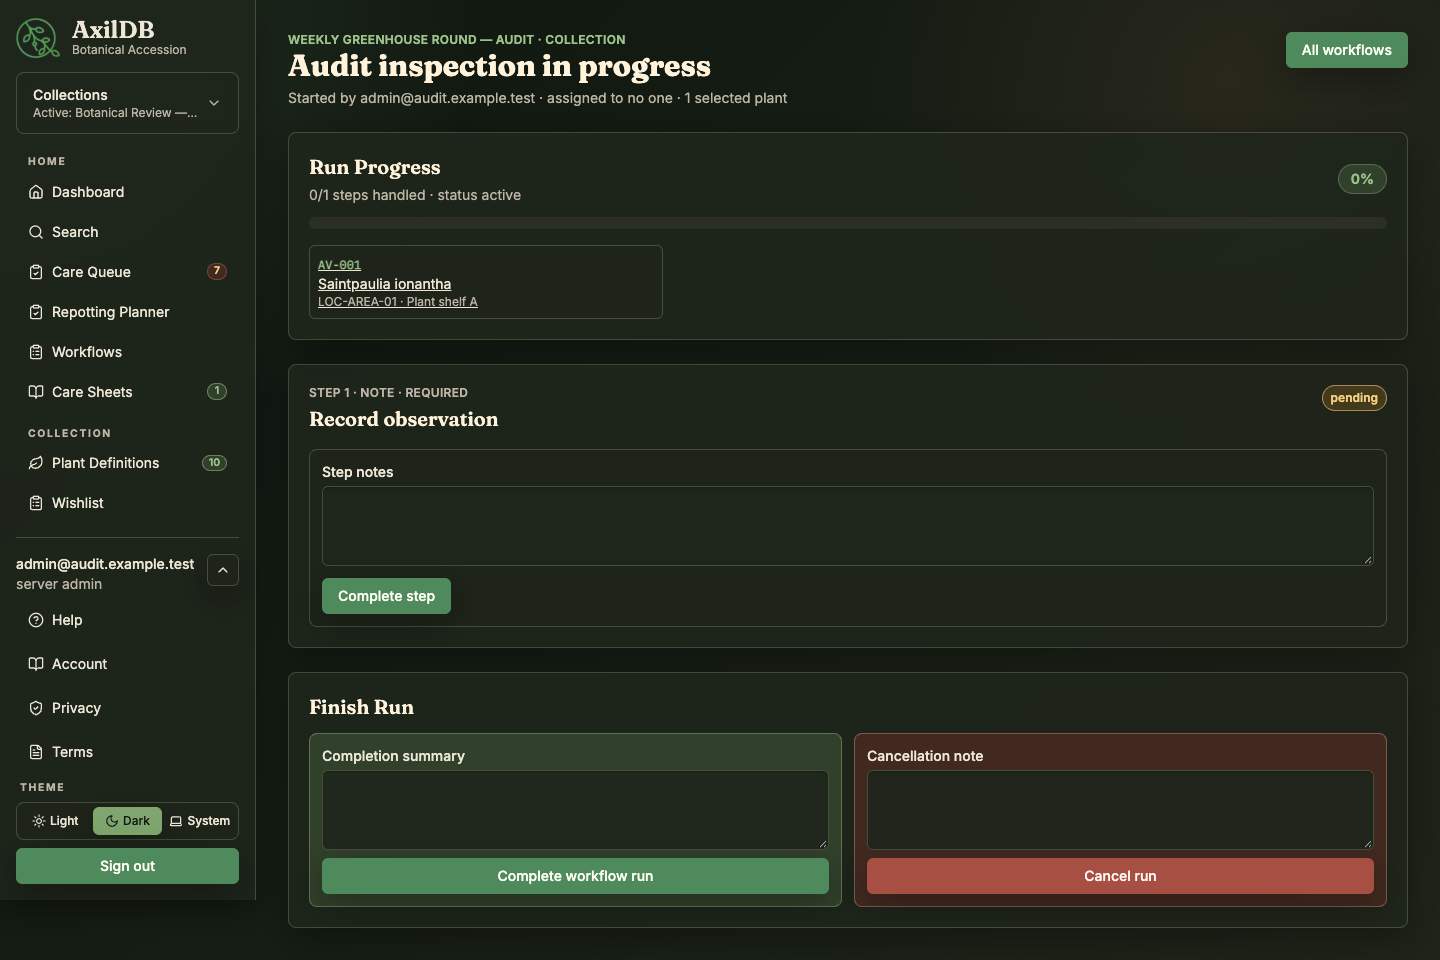 AxilDB
Botanical Accession
Collections
Active: Botanical Review —...
HOME
Dashboard
Search
Care Queue 7
Repotting Planner
Workflows
Care Sheets 1
COLLECTION
Plant Definitions 10
Wishlist
admin@audit.example.test
server admin
Help
Account
Privacy
Terms
THEME
Light Dark System
Sign out
WEEKLY GREENHOUSE ROUND — AUDIT · COLLECTION
Audit inspection in progress
Started by admin@audit.example.test · assigned to no one · 1 selected plant
All workflows
Run Progress
0/1 steps handled · status active
0%
AV-001
Saintpaulia ionantha
LOC-AREA-01 · Plant shelf A
STEP 1 · NOTE · REQUIRED
Record observation
pending
Step notes
Complete step
Finish Run
Completion summary
Complete workflow run
Cancellation note
Cancel run